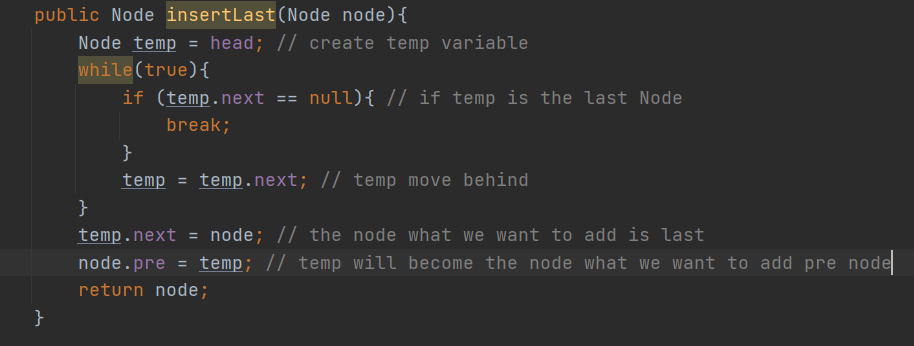 public Node insertLast(Node node){
    Node temp = head; // create temp variable
    while(true){
        if (temp.next == null){ // if temp is the last Node
            break;
        }
        temp = temp.next; // temp move behind
    }
    temp.next = node; // the node what we want to add is last
    node.pre = temp; // temp will become the node what we want to add pre node
    return node;
}